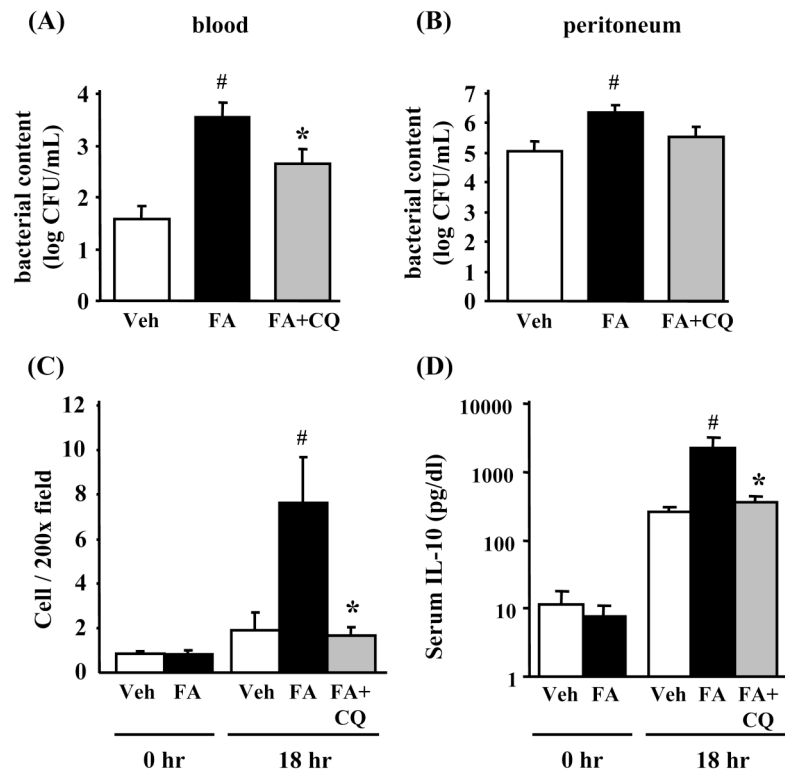 (A)
blood
bacterial content
(log CFU/mL)
4
3
2
1
0
#
*
Veh
FA
FA+CQ
(B)
peritoneum
bacterial content
(log CFU/mL)
7
6
5
4
3
2
1
0
#
Veh
FA
FA+CQ
(C)
Cell / 200x field
12
10
8
6
4
2
0
#
*
Veh
FA
Veh
FA
FA+
CQ
0 hr
18 hr
(D)
Serum IL-10 (pg/dl)
10000
1000
100
10
1
#
*
Veh
FA
Veh
FA
FA+
CQ
0 hr
18 hr